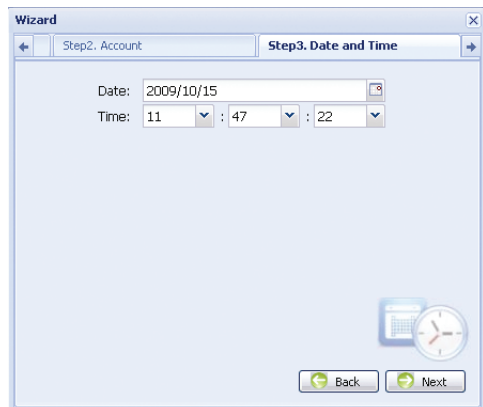 Wizard
Step2. Account
Step3. Date and Time
Date: 2009/10/15
Time: 11 : 47 : 22
Back Next